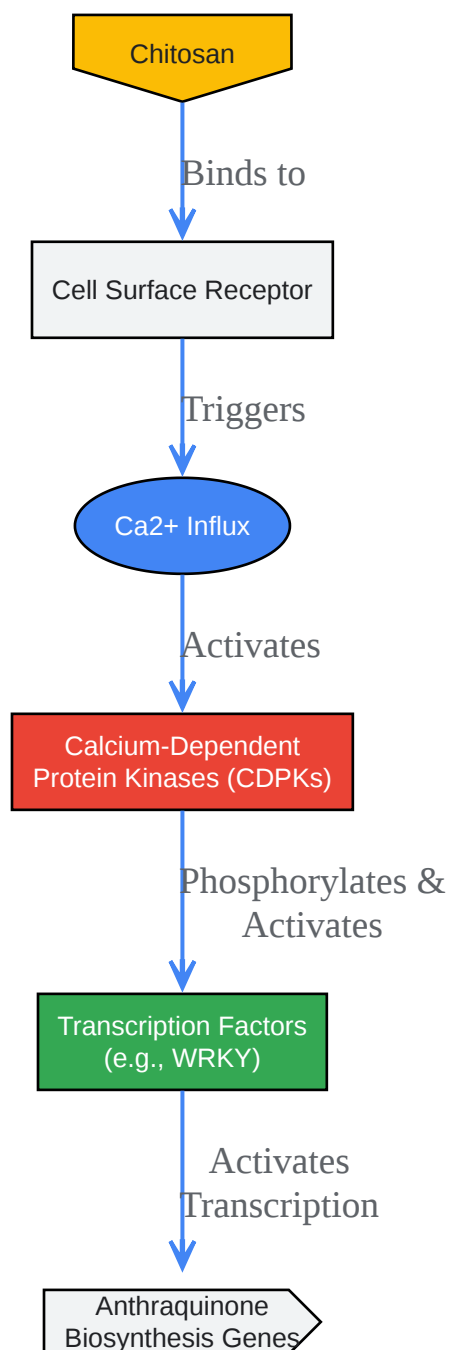 Chitosan
Binds to
Cell Surface Receptor
Triggers
Ca2+ Influx
Activates
Calcium-Dependent
Protein Kinases (CDPKs)
Phosphorylates &
Activates
Transcription Factors
(e.g., WRKY)
Activates
Transcription
Anthraquinone
Biosynthesis Genes